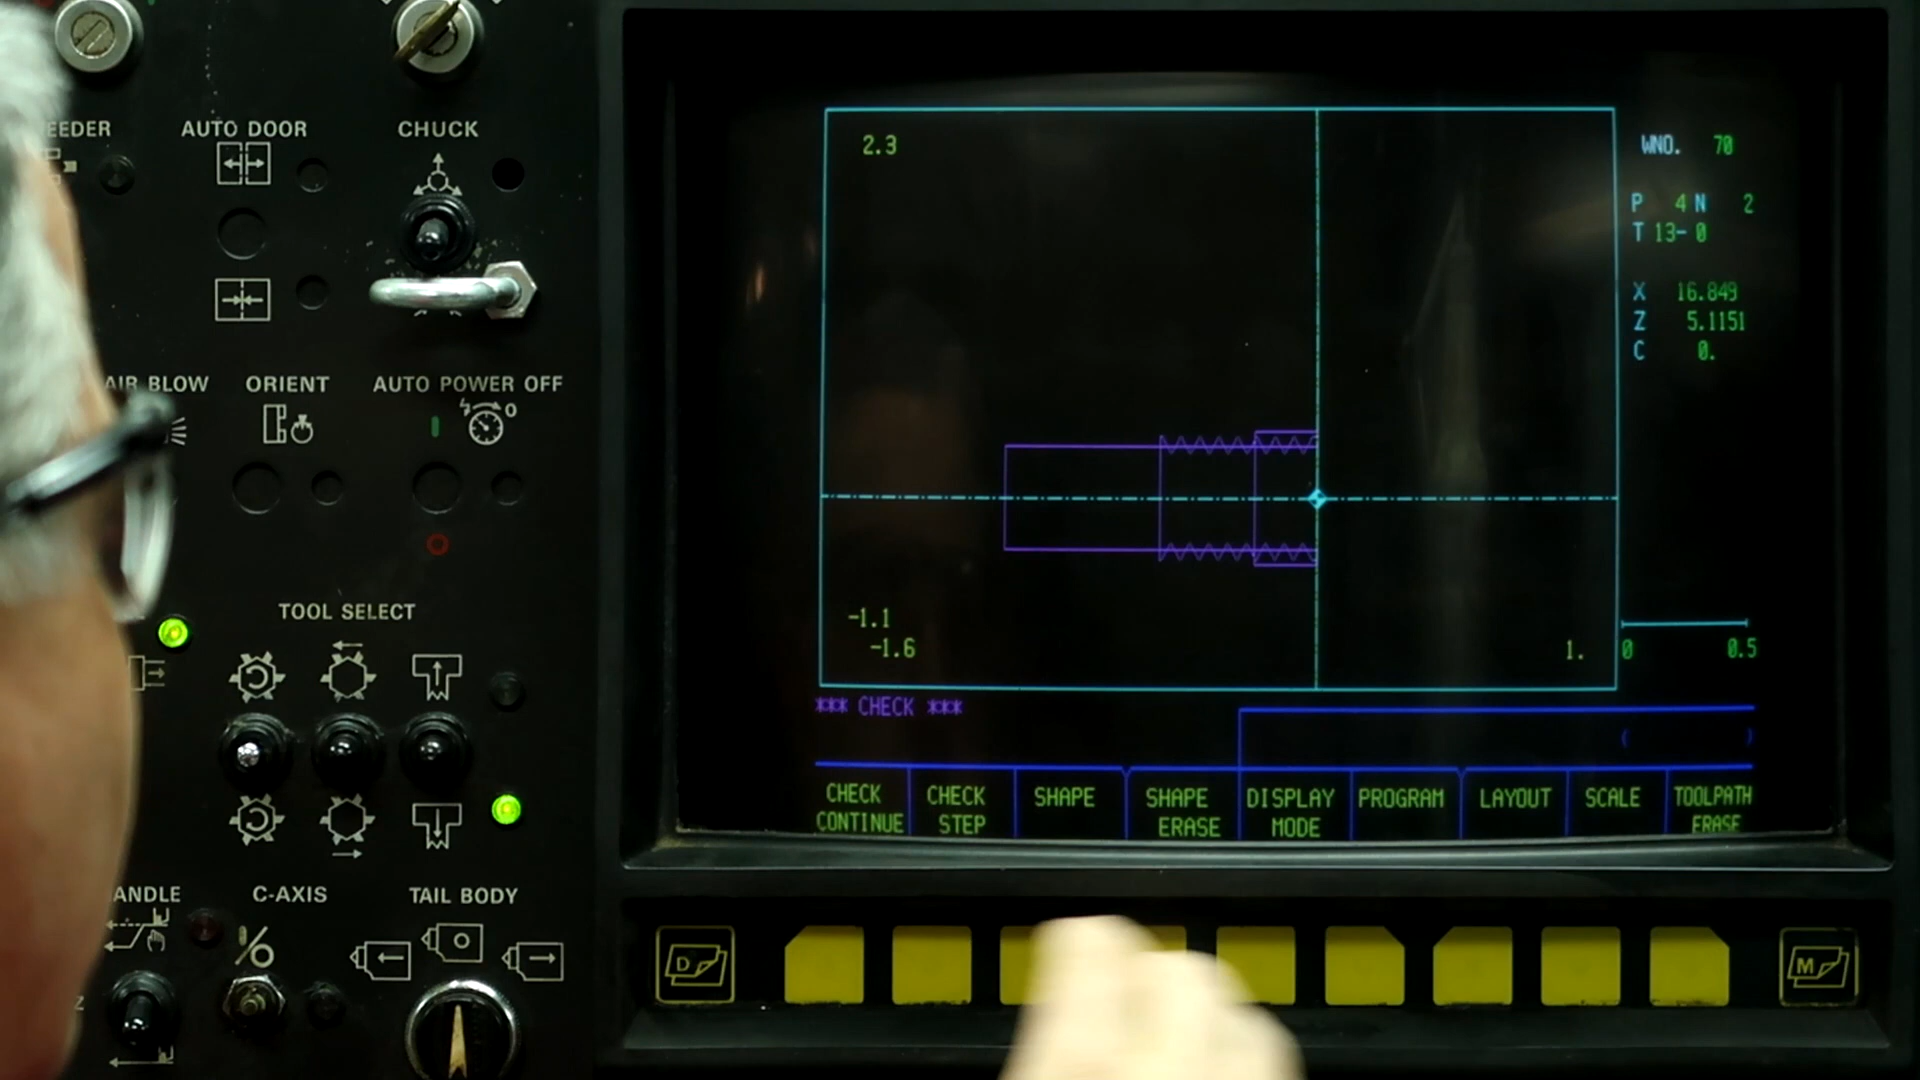 EEDER
AUTO DOOR
CHUCK
AIR BLOW
ORIENT
AUTO POWER OFF
O
TOOL SELECT
ANDLE
C-AXIS
TAIL BODY
Z
2.3
-1.1
-1.6
1.
WNO. 70
P 4 N 2
T 13- 0
X 16.849
Z 5.1151
C 0.
0 0.5
*** CHECK ***
( )
CHECK CONTINUE
CHECK STEP
SHAPE
SHAPE ERASE
DISPLAY MODE
PROGRAM
LAYOUT
SCALE
TOOLPATH ERASE
D
M